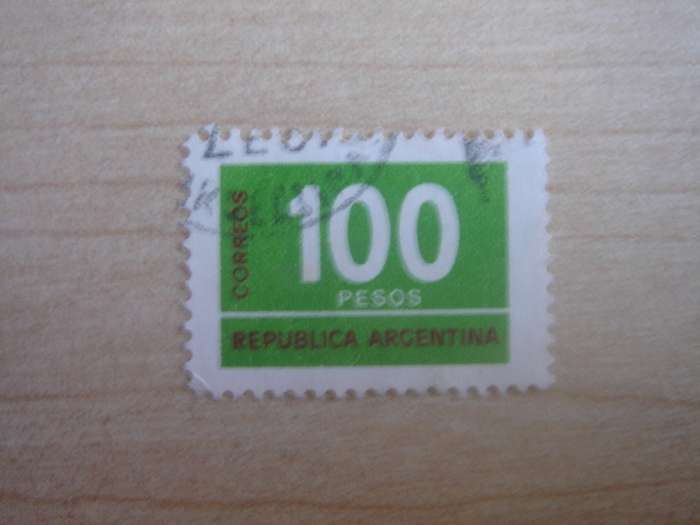 CORREOS
100
PESOS
REPUBLICA ARGENTINA